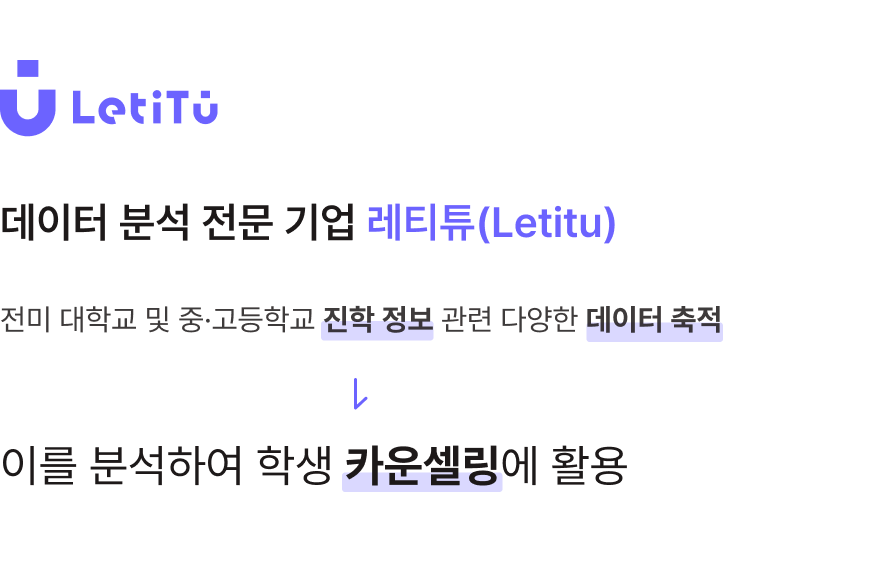 LetiTu
데이터 분석 전문 기업 레티튜(Letitu)
전미 대학교 및 중·고등학교 진학 정보 관련 다양한 데이터 축적
이를 분석하여 학생 카운셀링에 활용